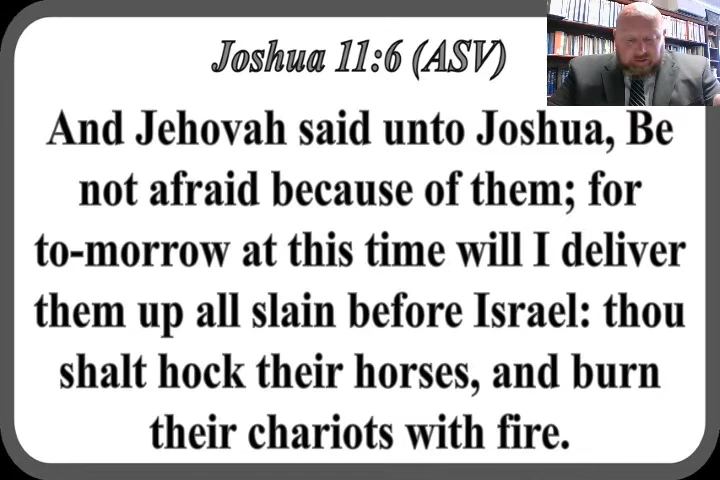 Joshua 11:6 (ASV)
And Jehovah said unto Joshua, Be
not afraid because of them; for
to-morrow at this time will I deliver
them up all slain before Israel: thou
shalt hock their horses, and burn
their chariots with fire.